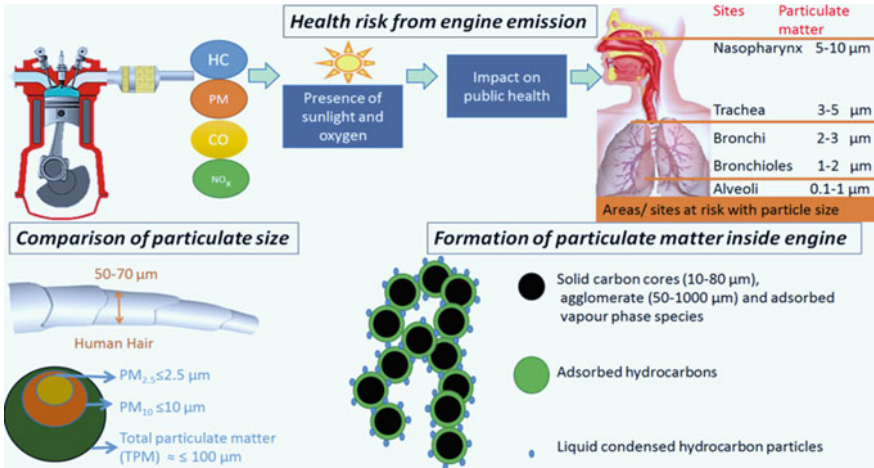 Health risk from engine emission
HC
PM
CO
NOX
Presence of
sunlight and
oxygen
Impact on
public health
Sites Particulate
matter
Nasopharynx 5-10 µm
Trachea 3-5 µm
Bronchi 2-3 µm
Bronchioles 1-2 µm
Alveoli 0.1-1 µm
Areas/ sites at risk with particle size
Comparison of particulate size
50-70 µm
Human Hair
PM2.5≤2.5 µm
PM10 ≤10 µm
Total particulate matter
(TPM) ≈ ≤ 100 µm
Formation of particulate matter inside engine
Solid carbon cores (10-80 µm),
agglomerate (50-1000 µm) and adsorbed
vapour phase species
Adsorbed hydrocarbons
Liquid condensed hydrocarbon particles